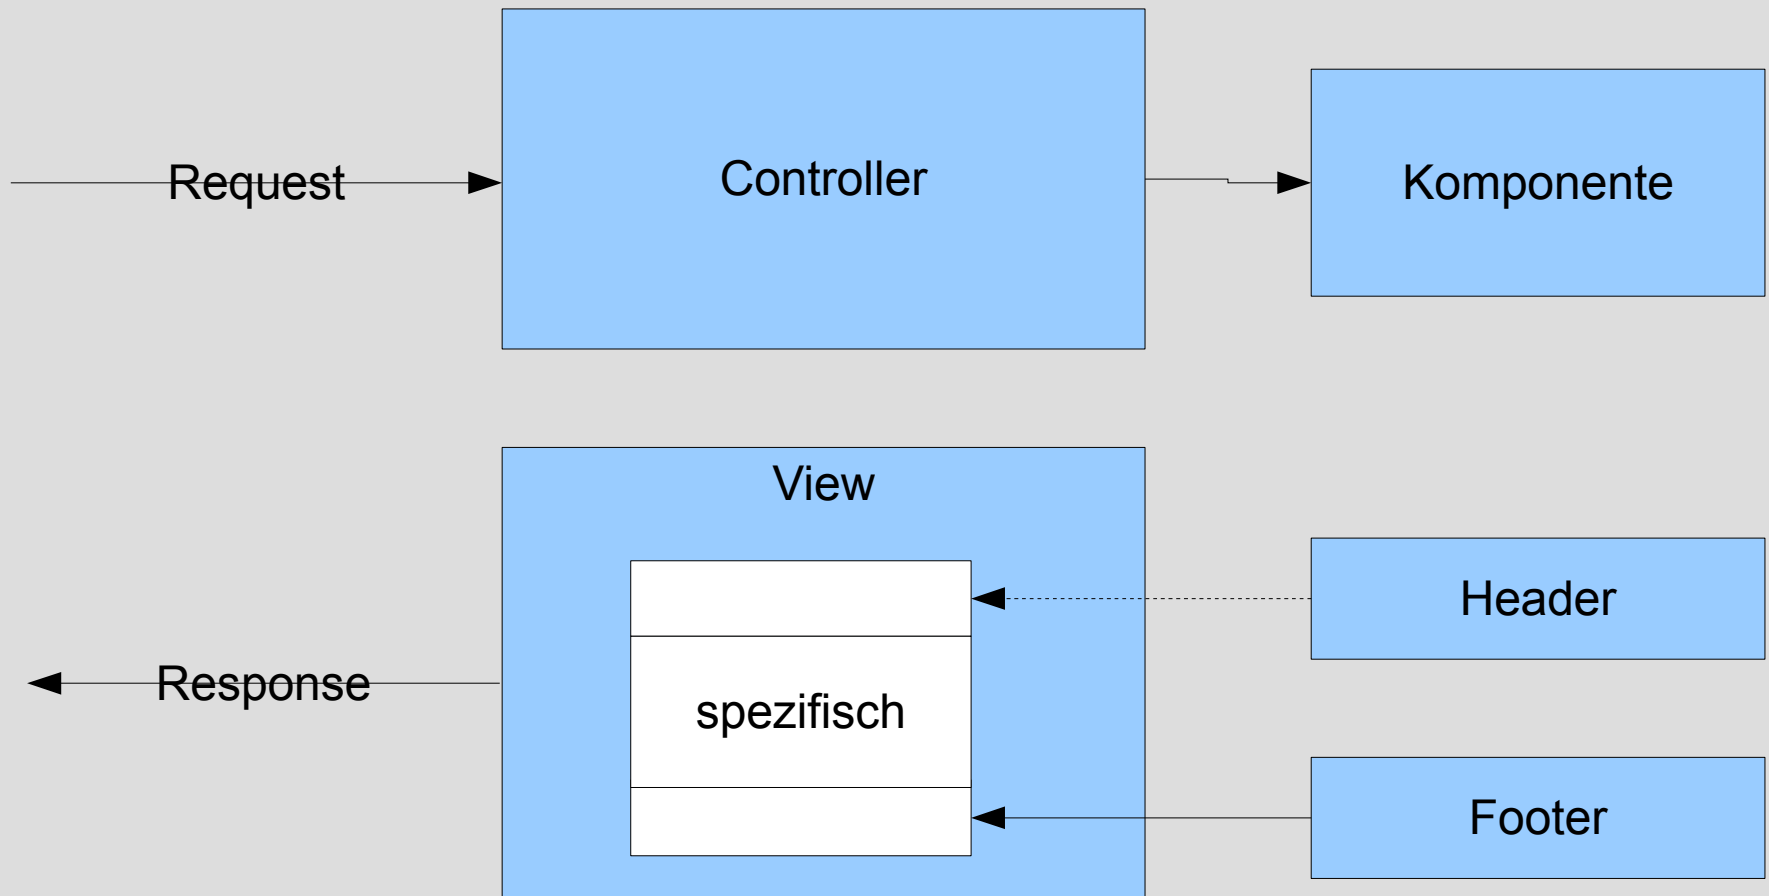 Request
Controller
Komponente
View
Header
Response
spezifisch
Footer